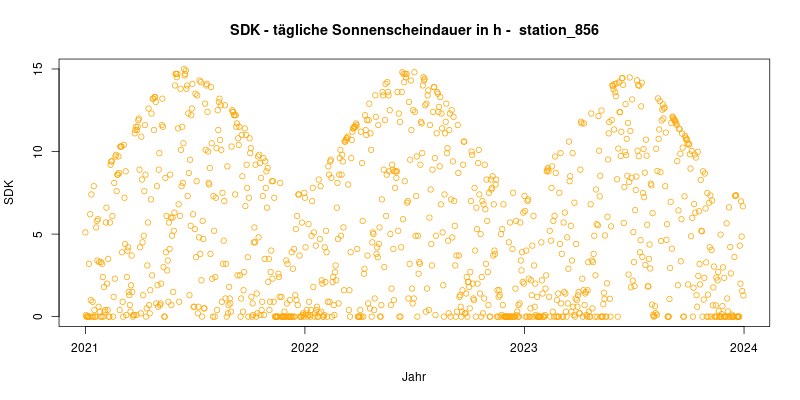 SDK - tägliche Sonnenscheindauer in h - station_856
SDK
15
10
5
0
2021
2022
2023
2024
Jahr